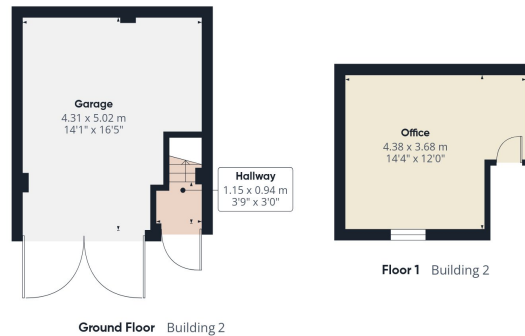 Garage
4.31 x 5.02 m
14'1" x 16'5"
Hallway
1.15 x 0.94 m
3'9" x 3'0"
Office
4.38 x 3.68 m
14'4" x 12'0"
Floor 1 Building 2
Ground Floor Building 2